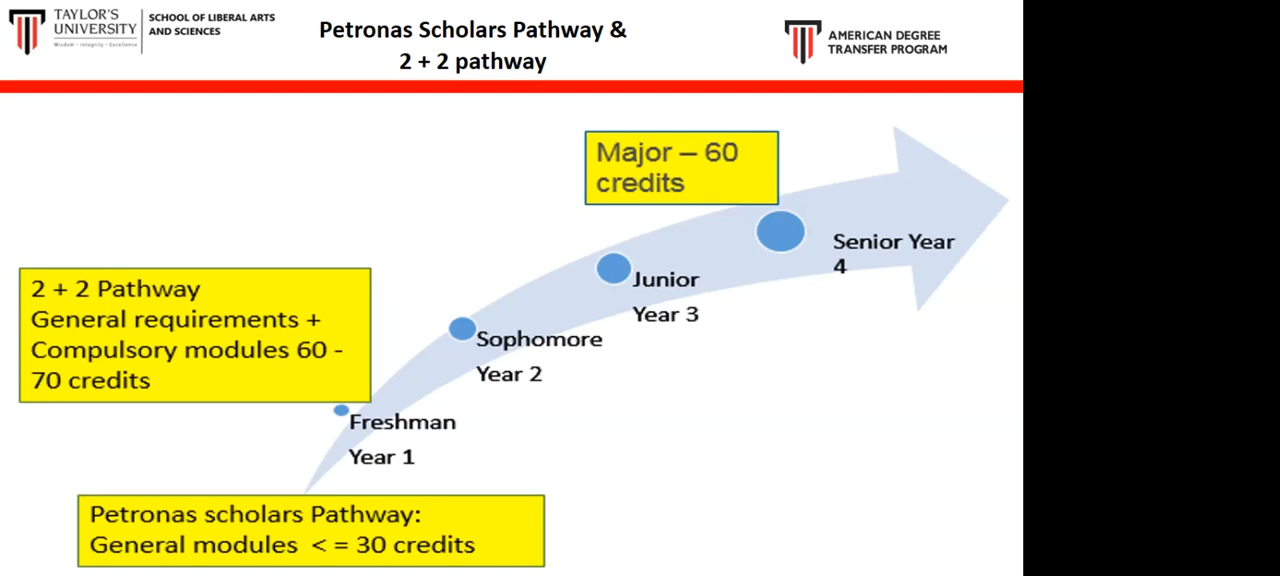 TAYLOR'S
UNIVERSITY
Wisdom • Integrity • Excellence
SCHOOL OF LIBERAL ARTS
AND SCIENCES
Petronas Scholars Pathway &
2 + 2 pathway
AMERICAN DEGREE
TRANSFER PROGRAM
Major – 60
credits
Senior Year
4
Junior
Year 3
2 + 2 Pathway
General requirements +
Compulsory modules 60 -
70 credits
Sophomore
Year 2
Freshman
Year 1
Petronas scholars Pathway:
General modules < = 30 credits